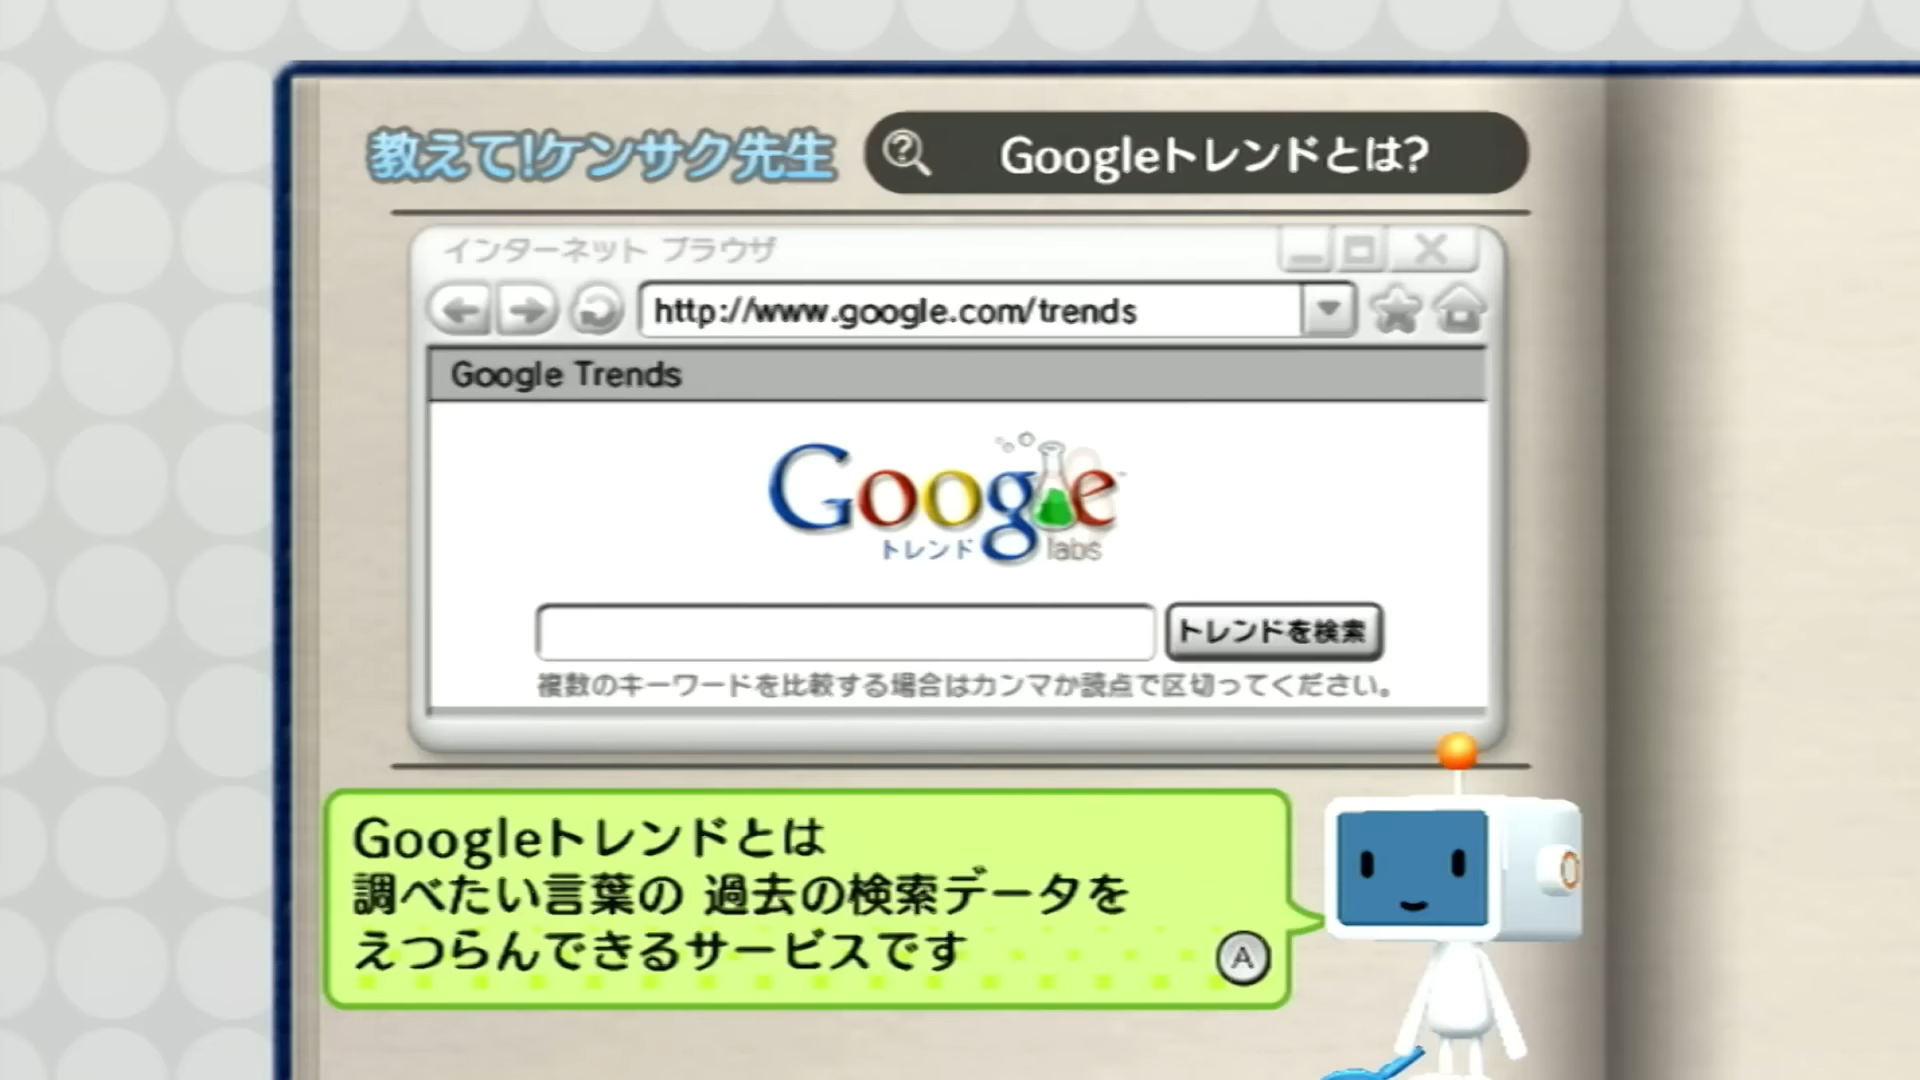 教えて!ケンサク先生
Googleトレンドとは?
インターネット ブラウザ
http://www.google.com/trends
Google Trends
Google
トレンド labs
トレンドを検索
複数のキーワードを比較する場合はカンマか読点で区切ってください。
Googleトレンドとは
調べたい言葉の 過去の検索データを
えつらんできるサービスです
A